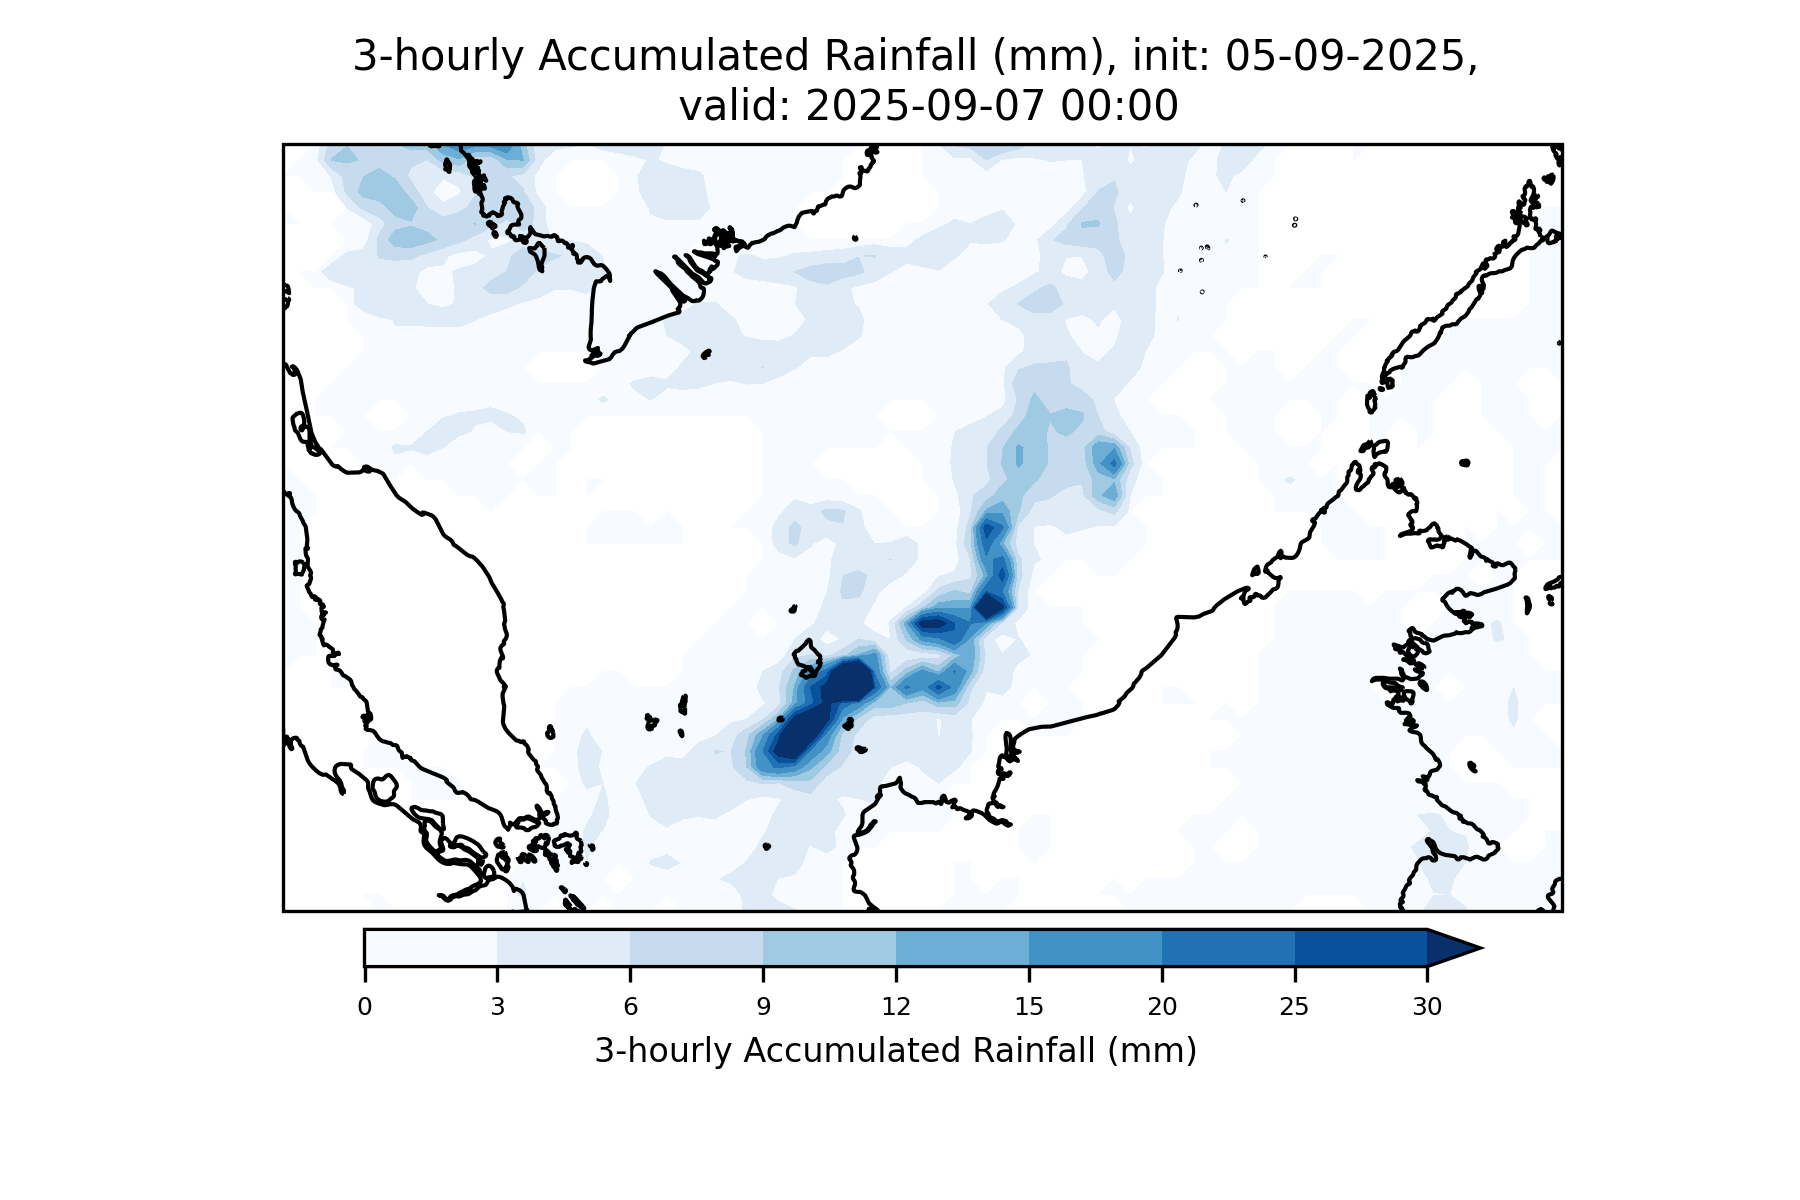 3-hourly Accumulated Rainfall (mm), init: 05-09-2025,
valid: 2025-09-07 00:00
0 3 6 9 12 15 20 25 30
3-hourly Accumulated Rainfall (mm)